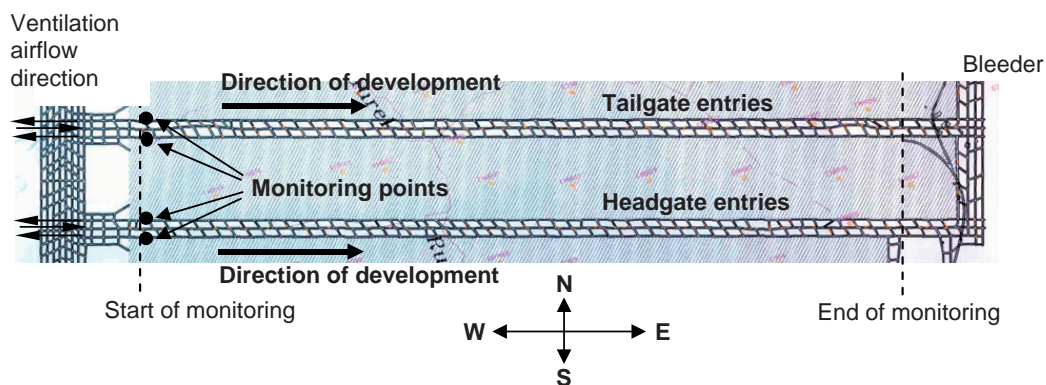 Ventilation
airflow
direction
Bleeder
Direction of development
Tailgate entries
Monitoring points
Headgate entries
Direction of development
Start of monitoring
End of monitoring
N
W
E
S